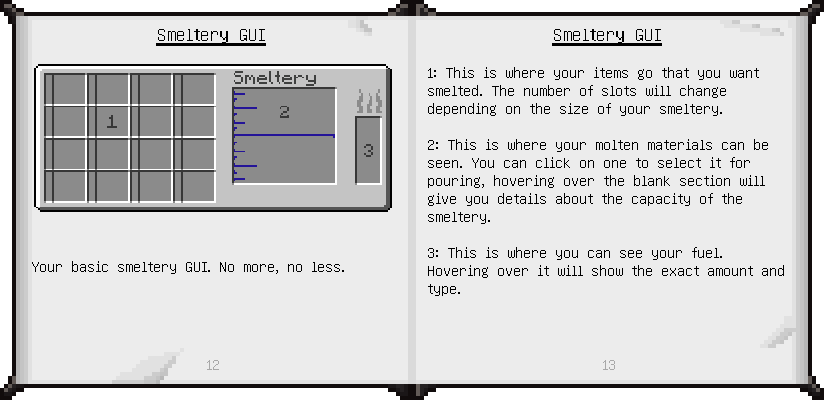 Smeltery GUI
Smeltery
1
2
3
Your basic smeltery GUI. No more, no less.
12
Smeltery GUI
1: This is where your items go that you want
smelted. The number of slots will change
depending on the size of your smeltery.
2: This is where your molten materials can be
seen. You can click on one to select it for
pouring, hovering over the blank section will
give you details about the capacity of the
smeltery.
3: This is where you can see your fuel.
Hovering over it will show the exact amount and
type.
13